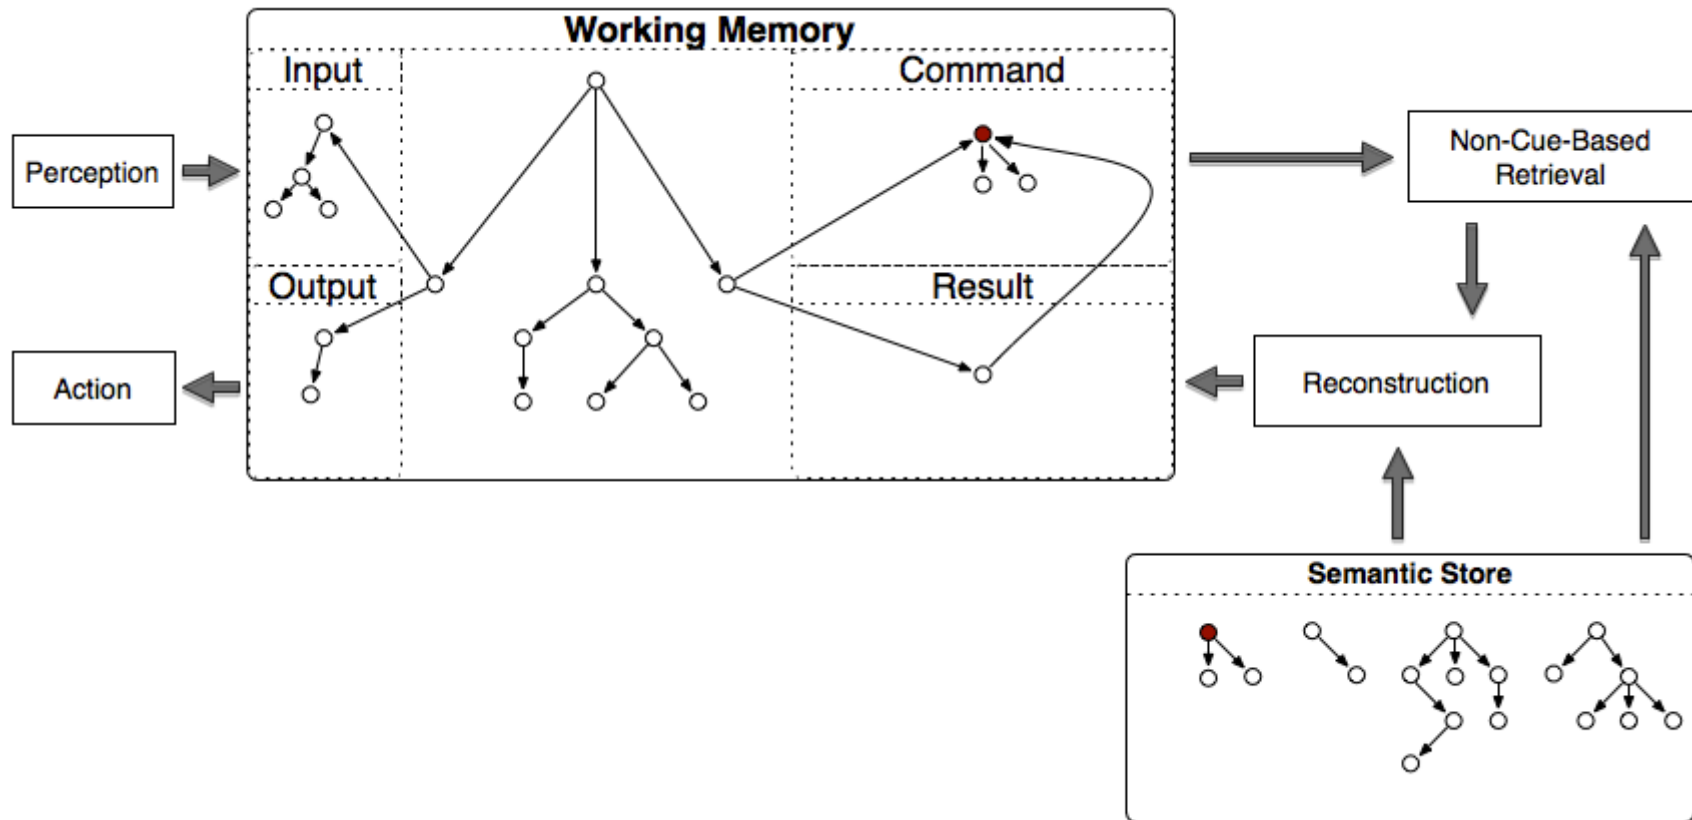 Working Memory
Input
Command
Perception
Non-Cue-Based
Retrieval
Output
Result
Action
Reconstruction
Semantic Store